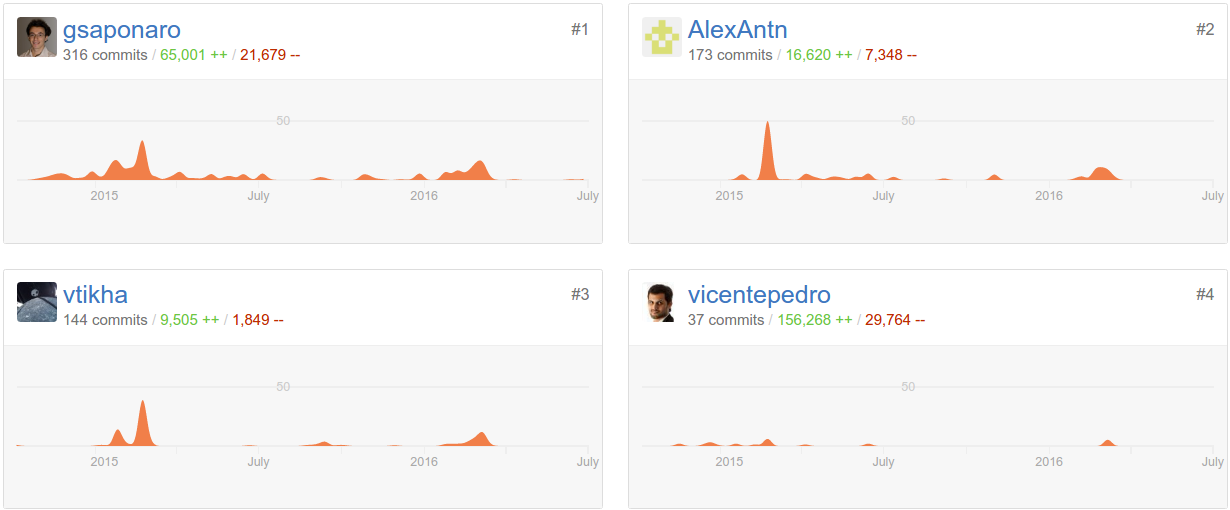 gsaponaro #1
316 commits / 65,001 ++ / 21,679 --
50
2015 July 2016 July
AlexAntn #2
173 commits / 16,620 ++ / 7,348 --
50
2015 July 2016 July
vtikha #3
144 commits / 9,505 ++ / 1,849 --
50
2015 July 2016 July
vicentepedro #4
37 commits / 156,268 ++ / 29,764 --
50
2015 July 2016 July